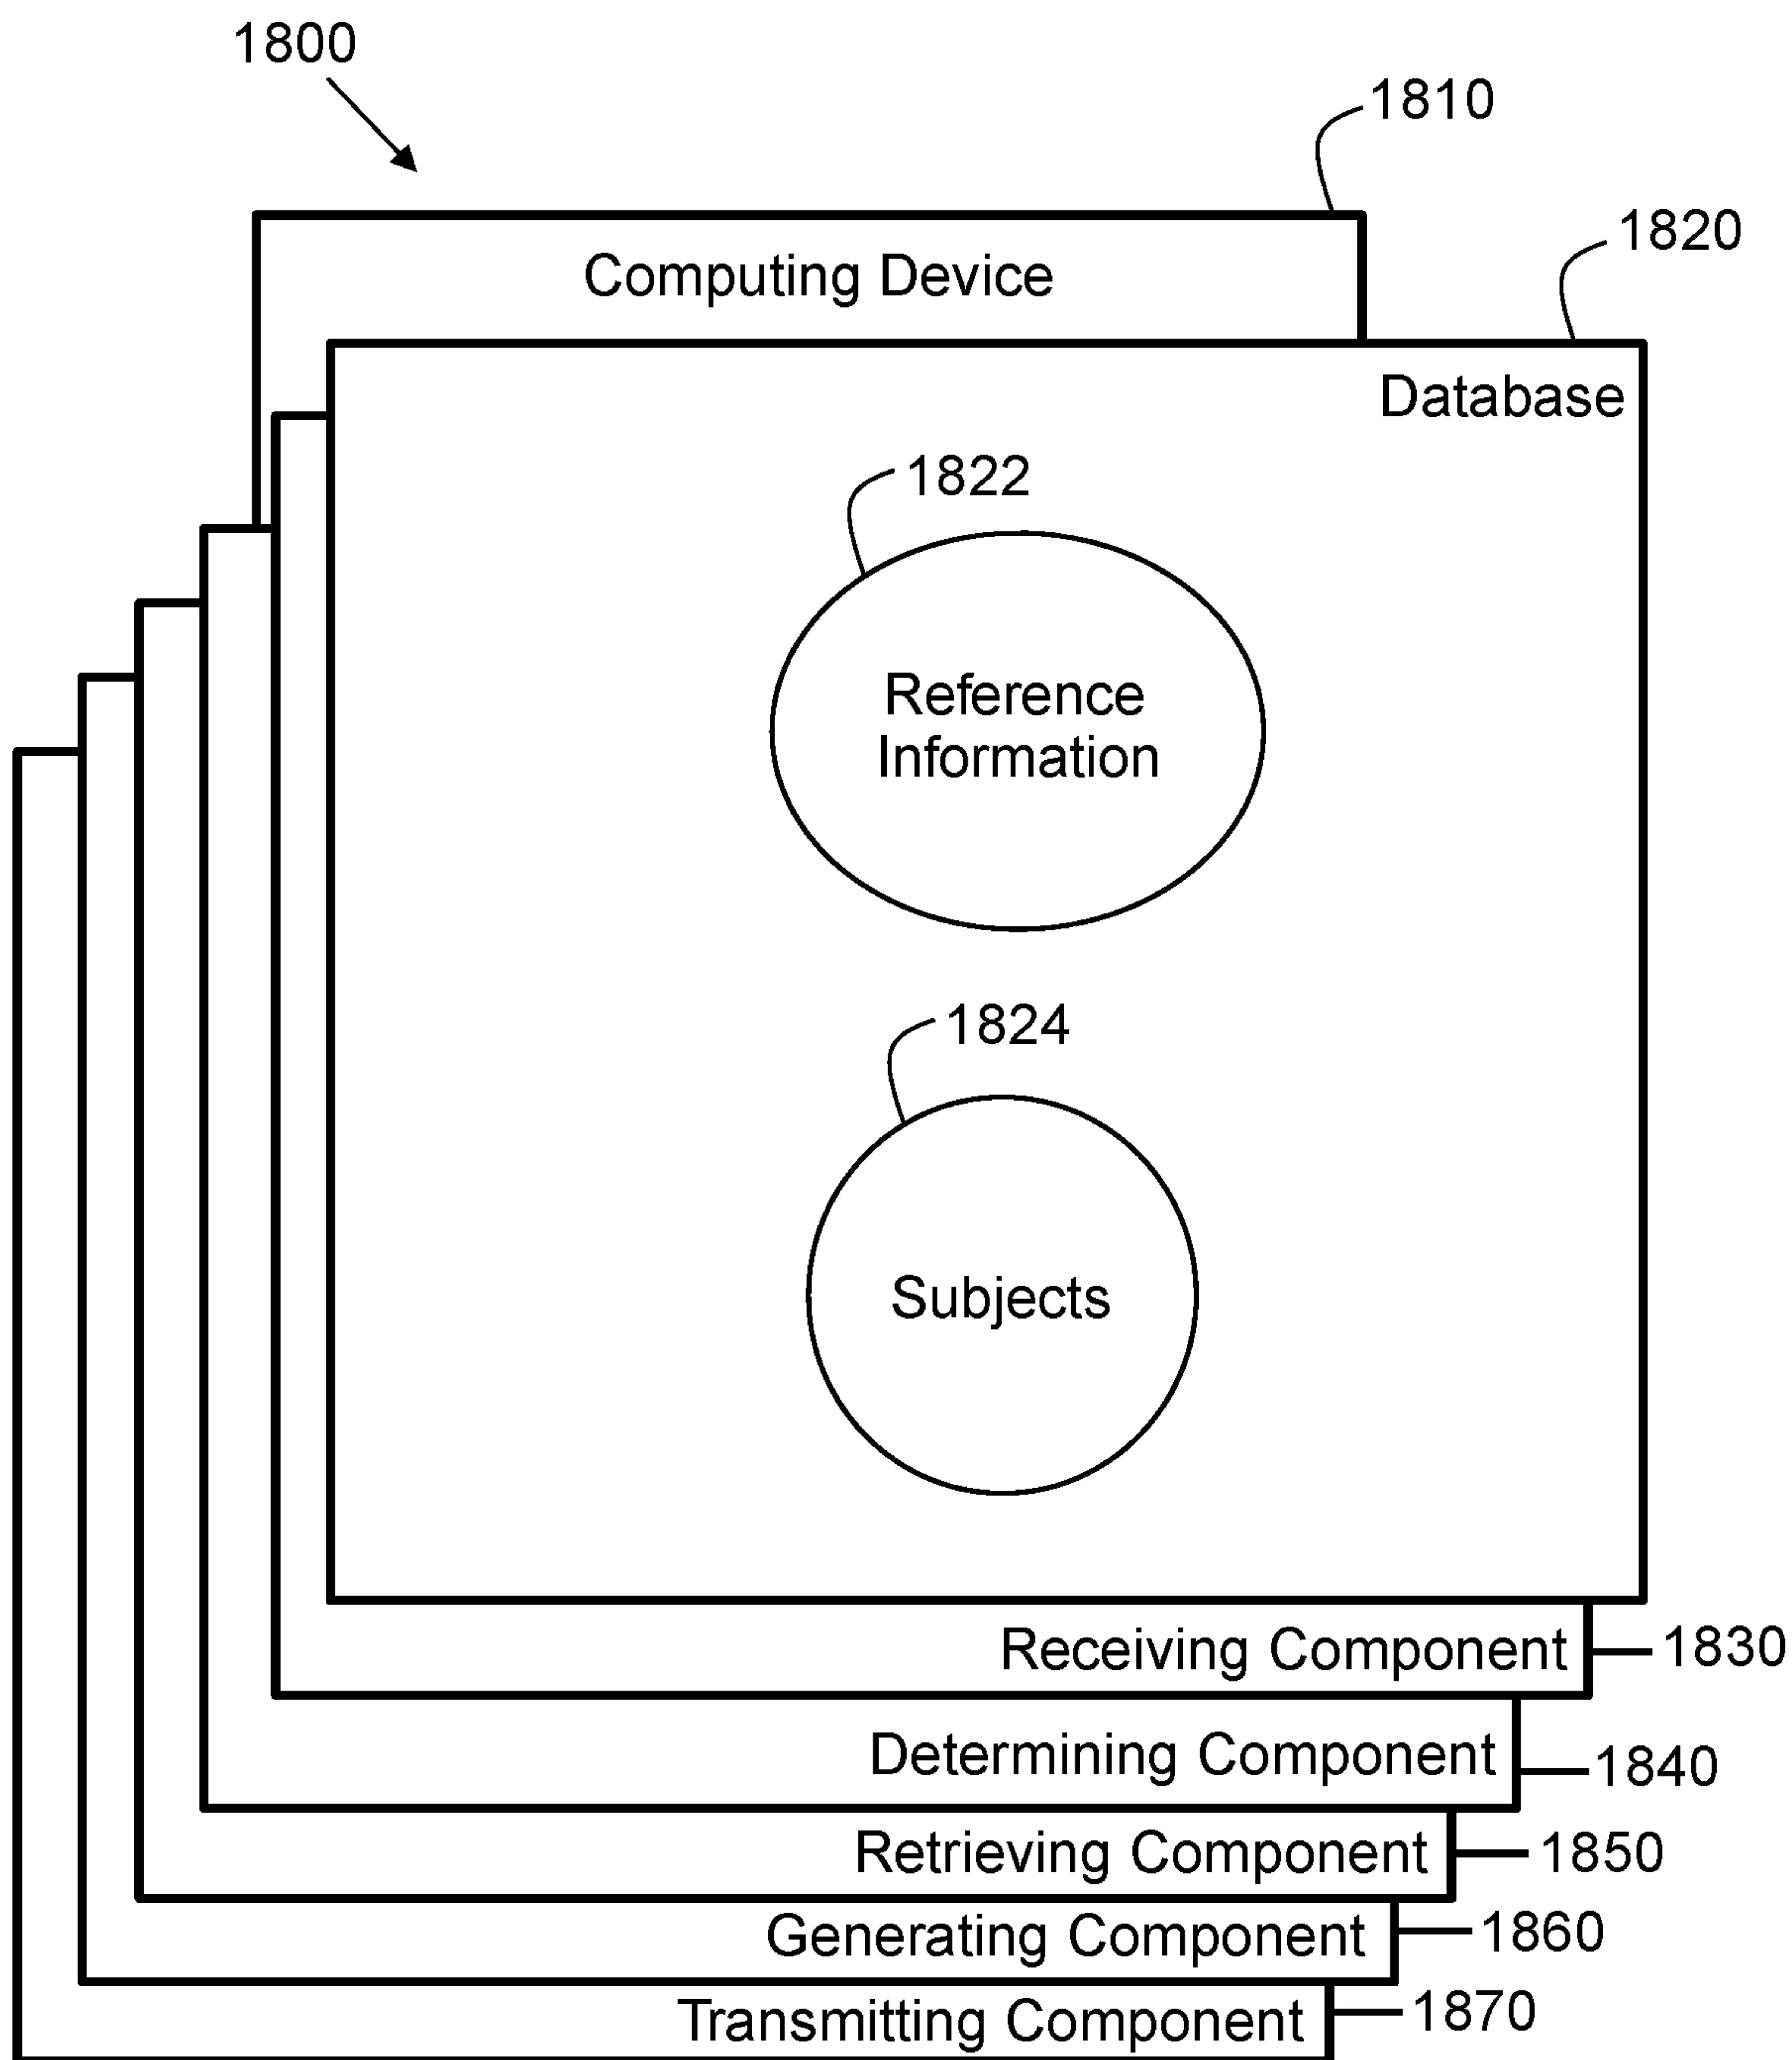 1800
1810
Computing Device
1820
Database
1822
Reference
Information
1824
Subjects
Receiving Component
1830
Determining Component
1840
Retrieving Component
1850
Generating Component
1860
Transmitting Component
1870